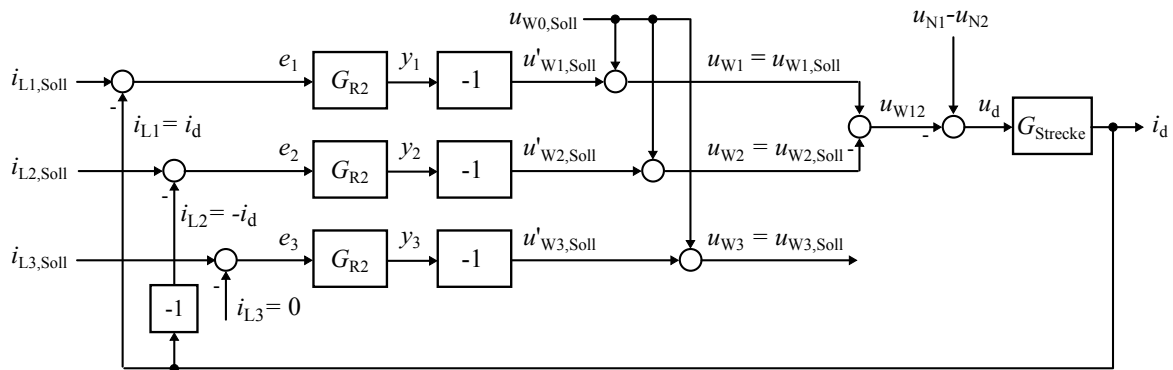 u_W0,Soll
u_N1-u_N2
i_L1,Soll
-
e_1
G_R2
y_1
-1
u'_W1,Soll
u_W1 = u_W1,Soll
i_L1 = i_d
u_W12
-
u_d
G_Strecke
i_d
i_L2,Soll
-
e_2
G_R2
y_2
-1
u'_W2,Soll
u_W2 = u_W2,Soll
-
i_L2 = -i_d
i_L3,Soll
-
e_3
G_R2
y_3
-1
u'_W3,Soll
u_W3 = u_W3,Soll
-1
i_L3 = 0